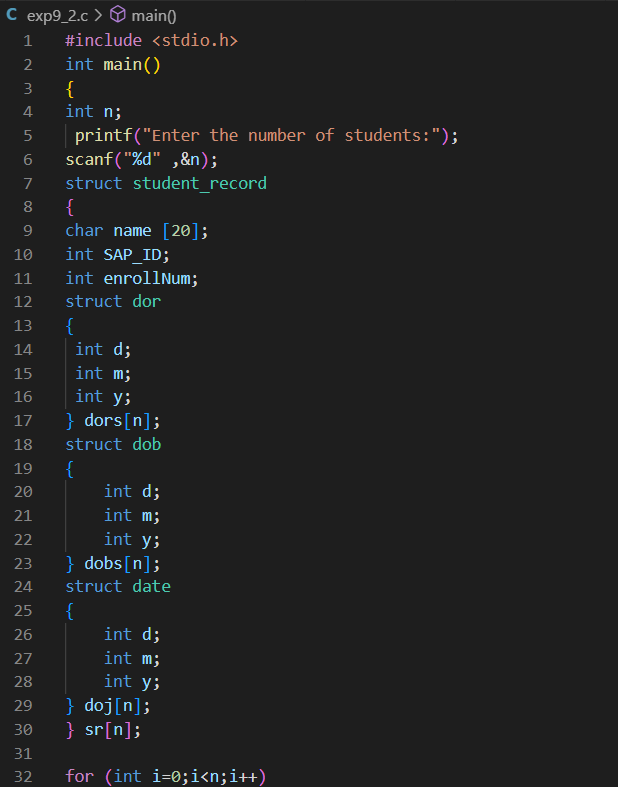 C exp9_2.c > main()
1 #include <stdio.h>
2 int main()
3 {
4 int n;
5 printf("Enter the number of students:");
6 scanf("%d" ,&n);
7 struct student_record
8 {
9 char name [20];
10 int SAP_ID;
11 int enrollNum;
12 struct dor
13 {
14 int d;
15 int m;
16 int y;
17 } dors[n];
18 struct dob
19 {
20 int d;
21 int m;
22 int y;
23 } dobs[n];
24 struct date
25 {
26 int d;
27 int m;
28 int y;
29 } doj[n];
30 } sr[n];
31
32 for (int i=0;i<n;i++)